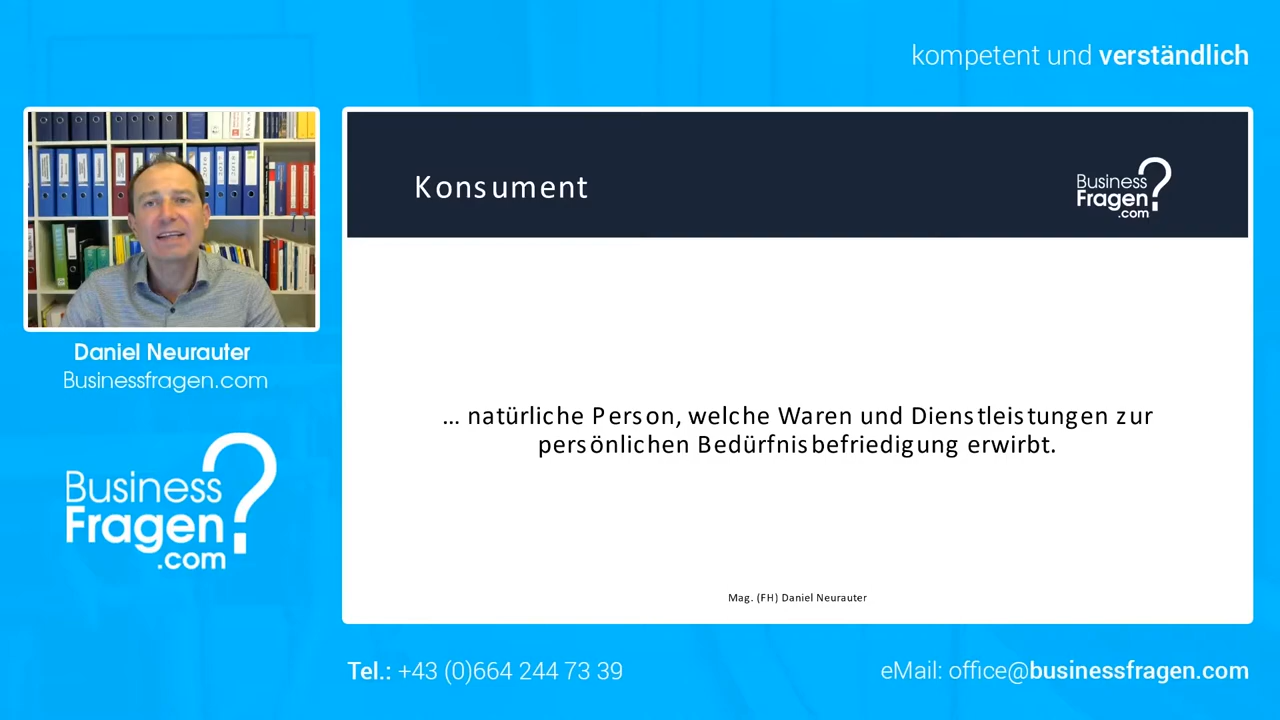 kompetent und verständlich
Konsument
Business
Fragen
.com
?
Daniel Neurauter
Businessfragen.com
Business
Fragen
.com
?
… natürliche Person, welche Waren und Dienstleistungen zur
persönlichen Bedürfnisbefriedigung erwirbt.
Mag. (FH) Daniel Neurauter
Tel.: +43 (0)664 244 73 39
eMail: office@businessfragen.com